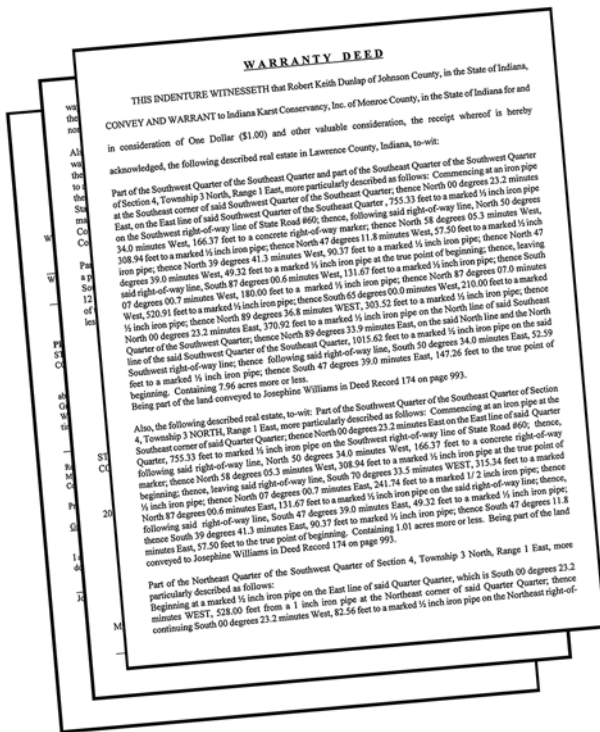 WARRANTY DEED
THIS INDENTURE WITNESSETH that Robert Keith Dunlap of Johnson County, in the State of Indiana,
CONVEY AND WARRANT to Indiana Karst Conservancy, Inc. of Monroe County, in the State of Indiana for and
in consideration of One Dollar ($1.00) and other valuable consideration, the receipt whereof is hereby
acknowledged, the following described real estate in Lawrence County, Indiana, to-wit:
Part of the Southwest Quarter of the Southeast Quarter and part of the Southeast Quarter of the Southwest Quarter
of Section 4, Township 3 North, Range 1 East, more particularly described as follows: Commencing at an iron pipe
at the Southeast corner of said Southwest Quarter of the Southeast Quarter; thence North 00 degrees 23.2 minutes
East, on the East line of said Southwest Quarter of the Southeast Quarter , 755.33 feet to a marked ½ inch iron pipe
on the Southwest right-of-way line of State Road #60; thence, following said right-of-way line, North 50 degrees
34.0 minutes West, 166.37 feet to a concrete right-of-way marker; thence North 58 degrees 05.3 minutes West,
308.94 feet to a marked ½ inch iron pipe; thence North 47 degrees 11.8 minutes West, 57.50 feet to a marked ½ inch
iron pipe; thence North 39 degrees 41.3 minutes West, 90.37 feet to a marked ½ inch iron pipe; thence North 47
degrees 39.0 minutes West, 49.32 feet to a marked ½ inch iron pipe at the true point of beginning; thence, leaving
said right-of-way line, South 87 degrees 00.6 minutes West, 131.67 feet to a marked ½ inch iron pipe; thence South
07 degrees 00.7 minutes West, 180.00 feet to a marked ½ inch iron pipe; thence North 87 degrees 07.0 minutes
West, 520.91 feet to a marked ½ inch iron pipe; thence South 65 degrees 00.0 minutes West, 210.00 feet to a marked
½ inch iron pipe; thence North 89 degrees 36.8 minutes WEST, 303.52 feet to a marked ½ inch iron pipe; thence
North 00 degrees 23.2 minutes East, 370.92 feet to a marked ½ inch iron pipe on the North line of said Southeast
Quarter of the Southwest Quarter; thence North 89 degrees 33.9 minutes East, on the said North line and the North
line of the said Southwest Quarter of the Southeast Quarter, 1015.62 feet to a marked ½ inch iron pipe on the said
Southwest right-of-way line; thence following said right-of-way line, South 50 degrees 34.0 minutes East, 52.59
feet to a marked ½ inch iron pipe; thence South 47 degrees 39.0 minutes East, 147.26 feet to the true point of
beginning. Containing 7.96 acres more or less.
Being part of the land conveyed to Josephine Williams in Deed Record 174 on page 993.
Also, the following described real estate, to-wit: Part of the Southwest Quarter of the Southeast Quarter of Section
4, Township 3 NORTH, Range 1 East, more particularly described as follows: Commencing at an iron pipe at the
Southeast corner of said Quarter Quarter; thence North 00 degrees 23.2 minutes East on the East line of said Quarter
Quarter, 755.33 feet to marked ½ inch iron pipe on the Southwest right-of-way line of State Road #60; thence,
following said right-of-way line, North 50 degrees 34.0 minutes West, 166.37 feet to a concrete right-of-way
marker; thence North 58 degrees 05.3 minutes West, 308.94 feet to a marked ½ inch iron pipe at the true point of
beginning; thence, leaving said right-of-way line, South 70 degrees 33.5 minutes WEST, 315.34 feet to a marked
½ inch iron pipe; thence North 07 degrees 00.7 minutes East, 241.74 feet to a marked 1/ 2 inch iron pipe; thence
North 87 degrees 00.6 minutes East, 131.67 feet to a marked ½ inch iron pipe on the said right-of-way line; thence,
following said right-of-way line, South 47 degrees 39.0 minutes East, 49.32 feet to a marked ½ inch iron pipe;
thence South 39 degrees 41.3 minutes East, 90.37 feet to a marked ½ inch iron pipe; thence South 47 degrees 11.8
minutes East, 57.50 feet to the true point of beginning. Containing 1.01 acres more or less. Being part of the land
conveyed to Josephine Williams in Deed Record 174 on page 993.
Part of the Northeast Quarter of the Southwest Quarter of Section 4, Township 3 North, Range 1 East, more
particularly described as follows:
Beginning at a marked ½ inch iron pipe on the East line of said Quarter Quarter, which is South 00 degrees 23.2
minutes WEST, 528.00 feet from a 1 inch iron pipe at the Northeast corner of said Quarter Quarter; thence
continuing South 00 degrees 23.2 minutes West, 82.56 feet to a marked ½ inch iron pipe on the Northeast right-of-